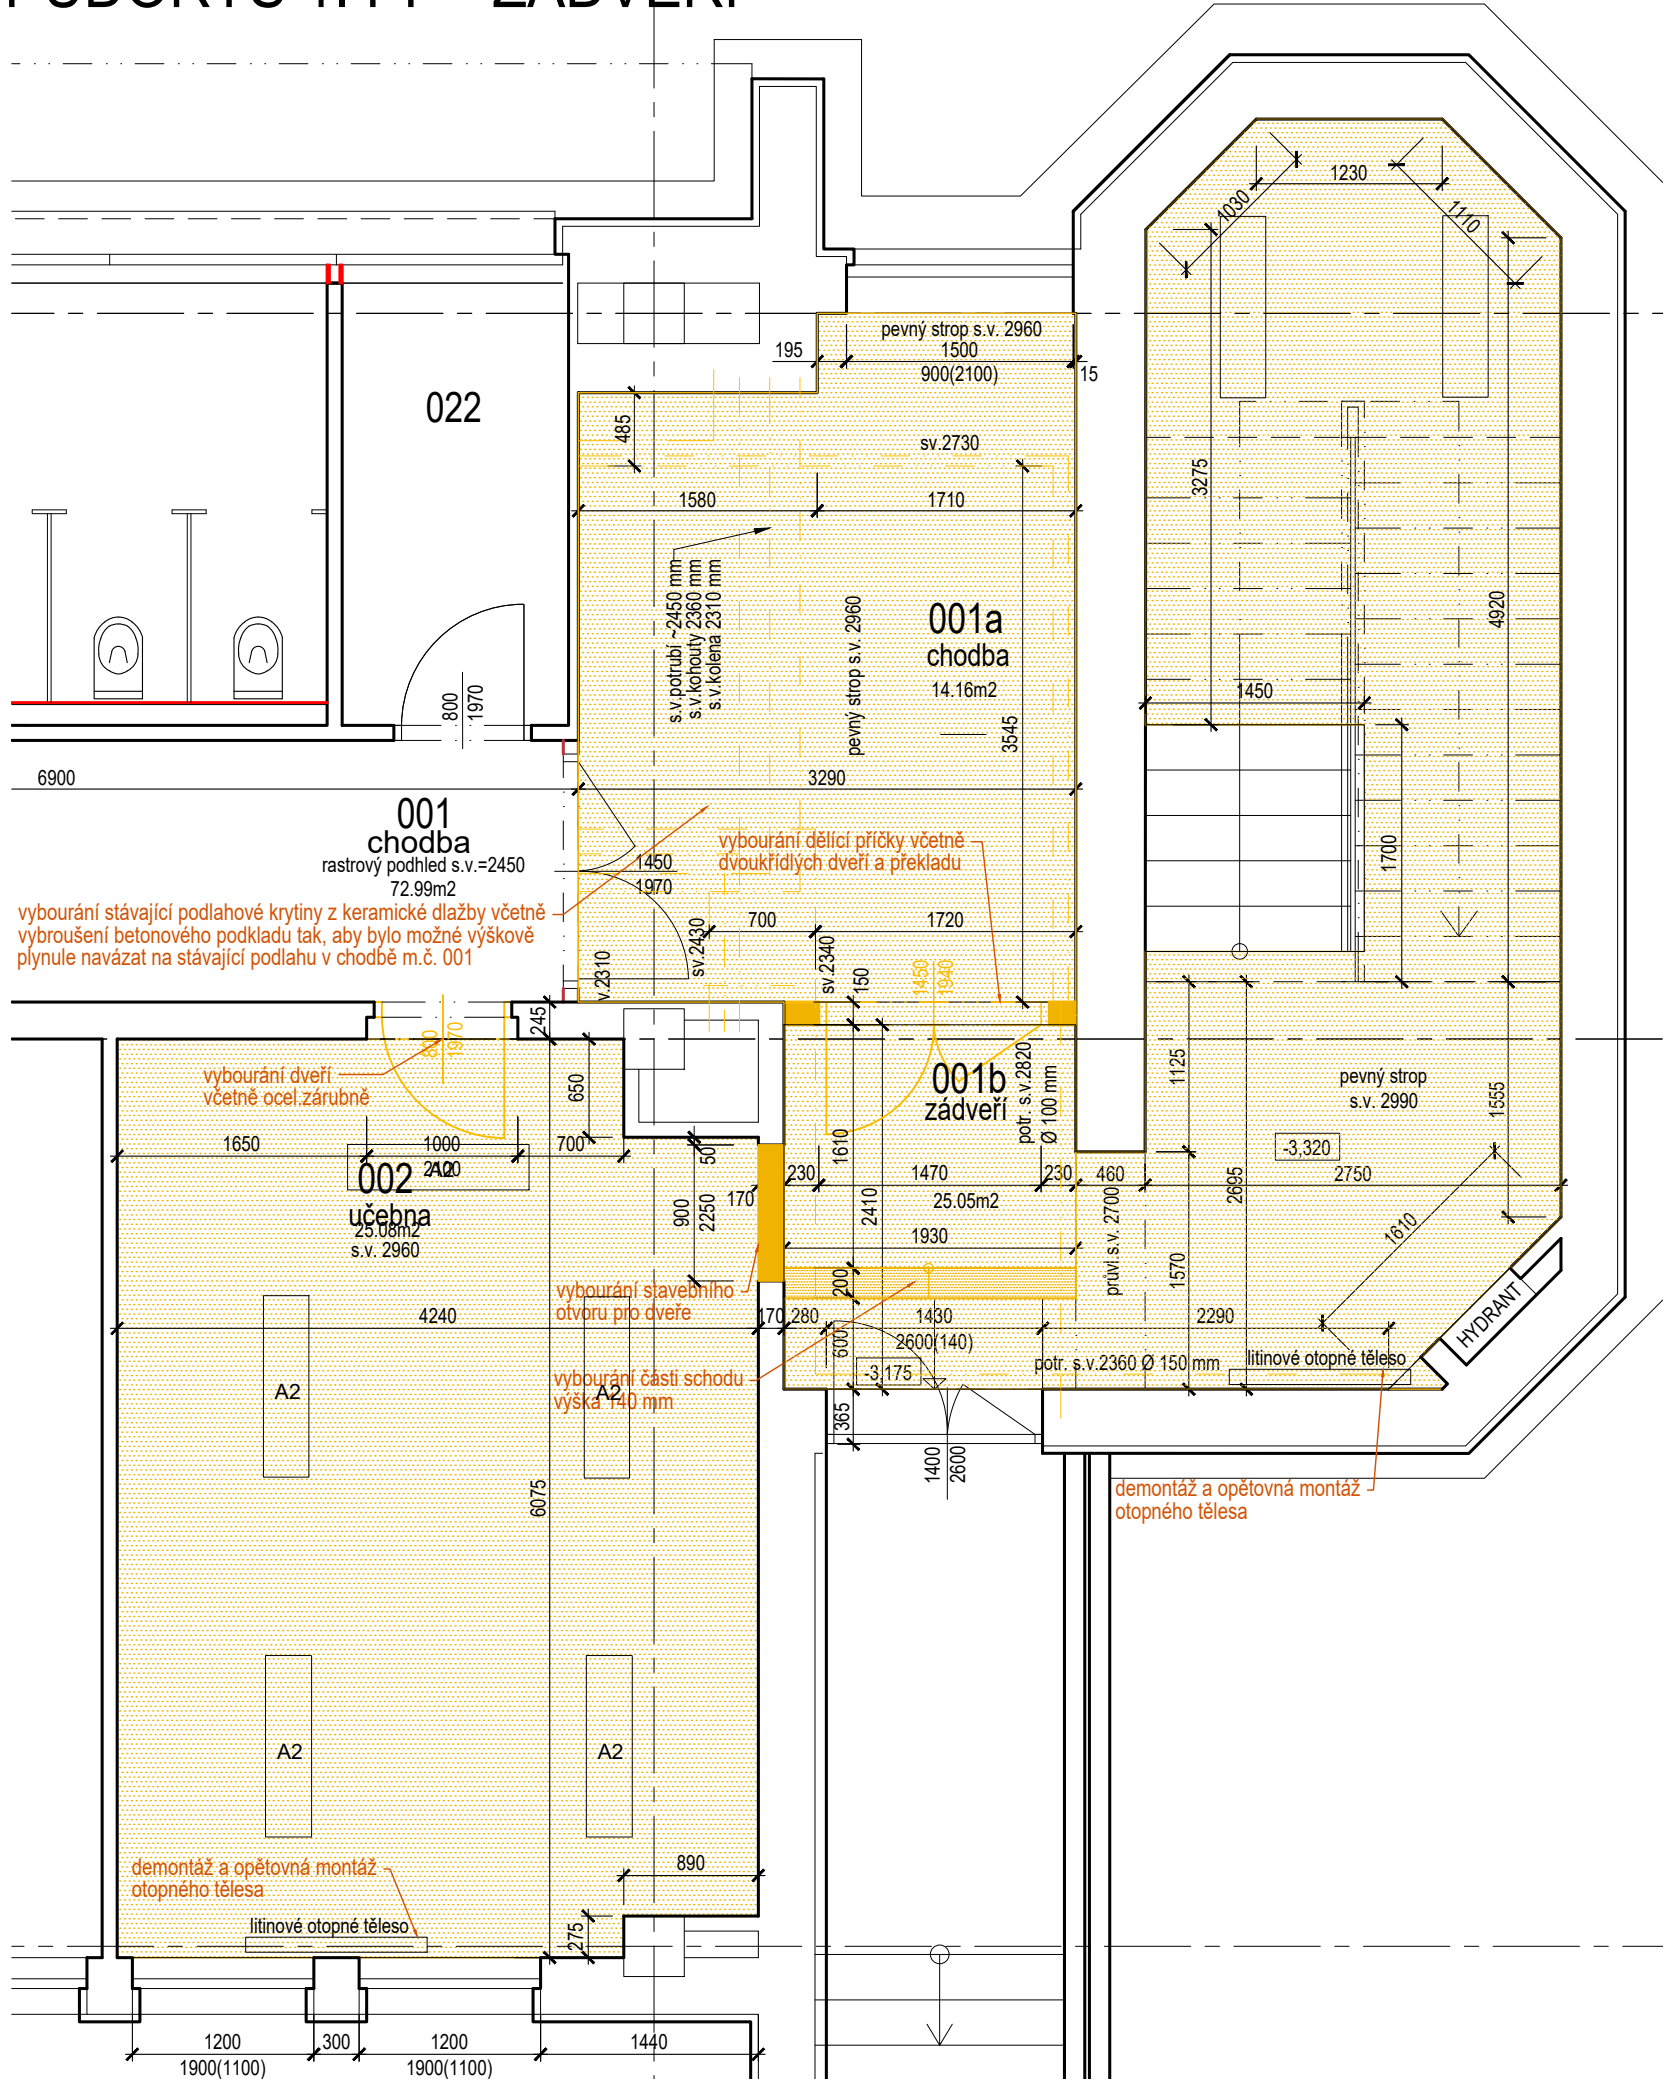 1230
1030
1110
pevný strop s.v. 2960
195
1500
900(2100)
15
022
485
sv.2730
3275
1580
1710
s.v.potrubí ~2450 mm
s.v.kohouty 2360 mm
s.v.kolena 2310 mm
pevný strop s.v. 2960
001a
chodba
14.16m2
3545
4920
1450
800
1970
6900
3290
001
chodba
rastrový podhled s.v.=2450
72.99m2
1450
1970
vybourání dělící příčky včetně
dvoukřídlých dveří a překladu
1700
vybourání stávající podlahové krytiny z keramické dlažby včetně
vybroušení betonového podkladu tak, aby bylo možné výškově
plynule navázat na stávající podlahu v chodbě m.č. 001
700
1720
sv.2430
sv.2340
v.2310
150
1450
1940
245
800
1970
vybourání dveří
včetně ocel.zárubně
650
001b
zádveří
potr. s.v.2820
Ø 100 mm
1125
pevný strop
s.v. 2990
1555
-3,320
1650
1000
2100
700
A2
002
učebna
25.08m2
s.v. 2960
50
900
2250
170
230
1470
230
460
2750
1610
2410
25.05m2
1930
průvl.s.v. 2700
2695
1610
1570
vybourání stavebního
otvoru pro dveře
200
4240
170
280
1430
2600(140)
2290
HYDRANT
600
-3,175
potr. s.v.2360 Ø 150 mm
litinové otopné těleso
vybourání části schodu
výška 140 mm
A2
A2
365
1400
2600
6075
demontáž a opětovná montáž
otopného tělesa
A2
A2
890
demontáž a opětovná montáž
otopného tělesa
litinové otopné těleso
275
1200
300
1200
1440
1900(1100)
1900(1100)